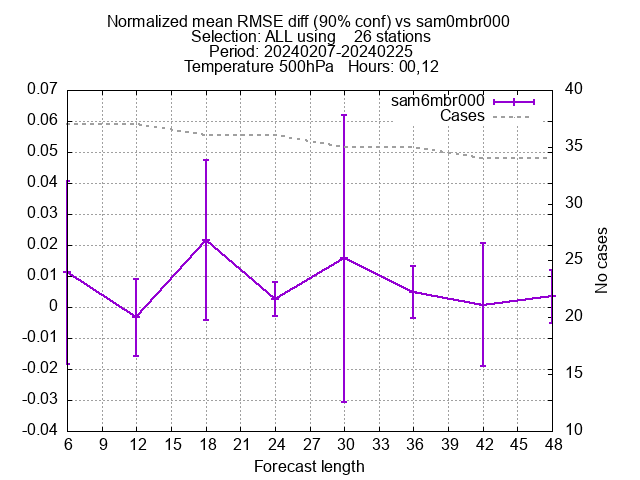 Normalized mean RMSE diff (90% conf) vs sam0mbr000
Selection: ALL using    26 stations
Period: 20240207-20240225
Temperature 500hPa   Hours: 00,12
sam6mbr000
Cases
0.07
0.06
0.05
0.04
0.03
0.02
0.01
0
-0.01
-0.02
-0.03
-0.04
40
35
30
25
20
15
10
No cases
6 9 12 15 18 21 24 27 30 33 36 39 42 45 48
Forecast length